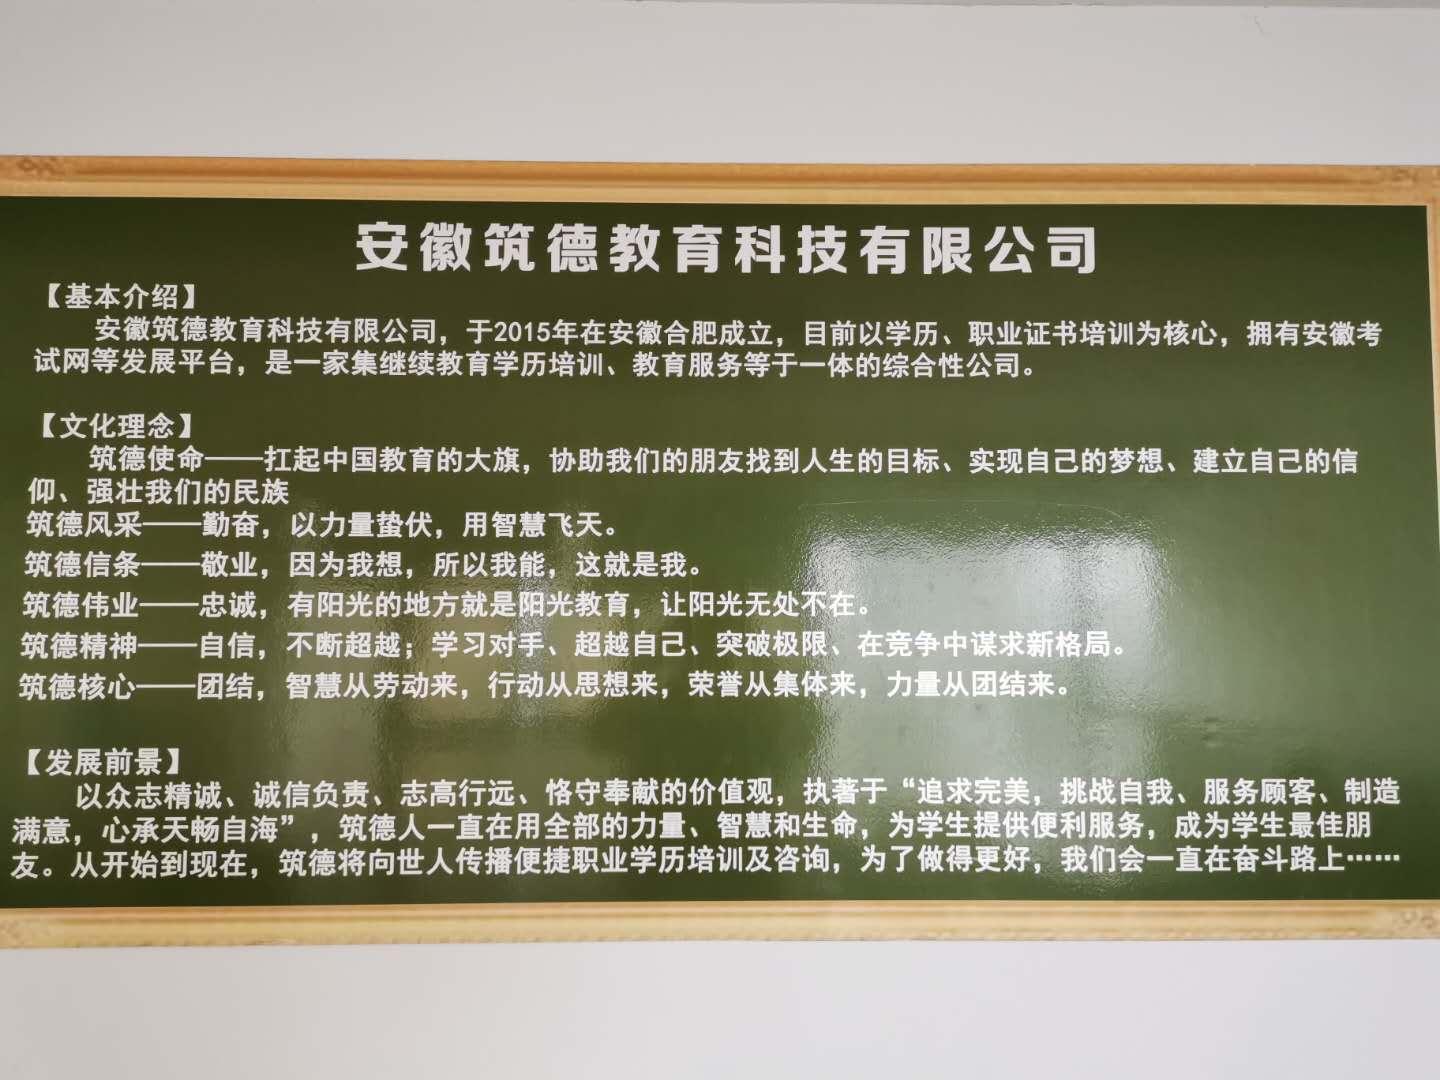 安徽筑德教育科技有限公司
【基本介绍】
安徽筑德教育科技有限公司，于2015年在安徽合肥成立，目前以学历、职业证书培训为核心，拥有安徽考
试网等发展平台，是一家集继续教育学历培训、教育服务等于一体的综合性公司。
【文化理念】
筑德使命——扛起中国教育的大旗，协助我们的朋友找到人生的目标、实现自己的梦想、建立自己的信
仰、强壮我们的民族
筑德风采——勤奋，以力量蛰伏，用智慧飞天。
筑德信条——敬业，因为我想，所以我能，这就是我。
筑德伟业——忠诚，有阳光的地方就是阳光教育，让阳光无处不在。
筑德精神——自信，不断超越；学习对手、超越自己、突破极限、在竞争中谋求新格局。
筑德核心——团结，智慧从劳动来，行动从思想来，荣誉从集体来，力量从团结来。
【发展前景】
以众志精诚、诚信负责、志高行远、恪守奉献的价值观，执著于“追求完美，挑战自我、服务顾客、制造
满意，心承天畅自海”，筑德人一直在用全部的力量、智慧和生命，为学生提供便利服务，成为学生最佳朋
友。从开始到现在，筑德将向世人传播便捷职业学历培训及咨询，为了做得更好，我们会一直在奋斗路上……